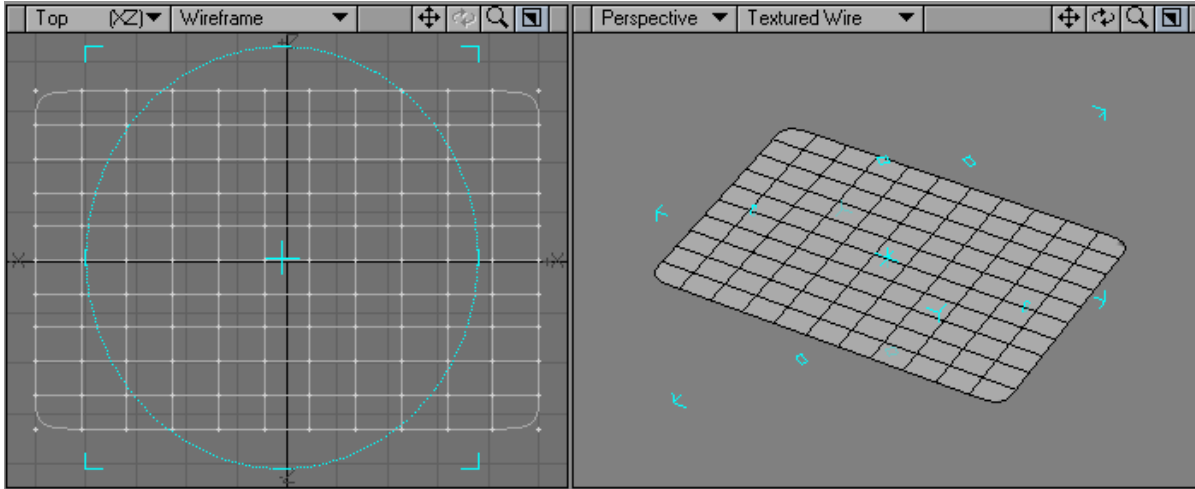 Top (XZ) Wireframe
Perspective Textured Wire
+Z
-X +X
-Z